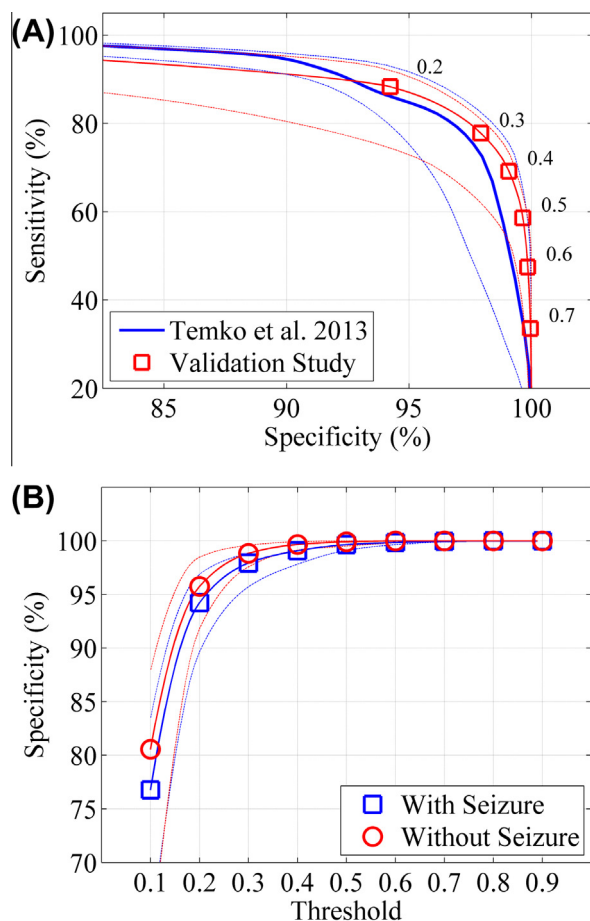 (A)
100
80
60
40
20
Sensitivity (%)
0.2
0.3
0.4
0.5
0.6
0.7
Temko et al. 2013
Validation Study
85 90 95 100
Specificity (%)
(B)
100
95
90
85
80
75
70
Specificity (%)
With Seizure
Without Seizure
0.1 0.2 0.3 0.4 0.5 0.6 0.7 0.8 0.9
Threshold